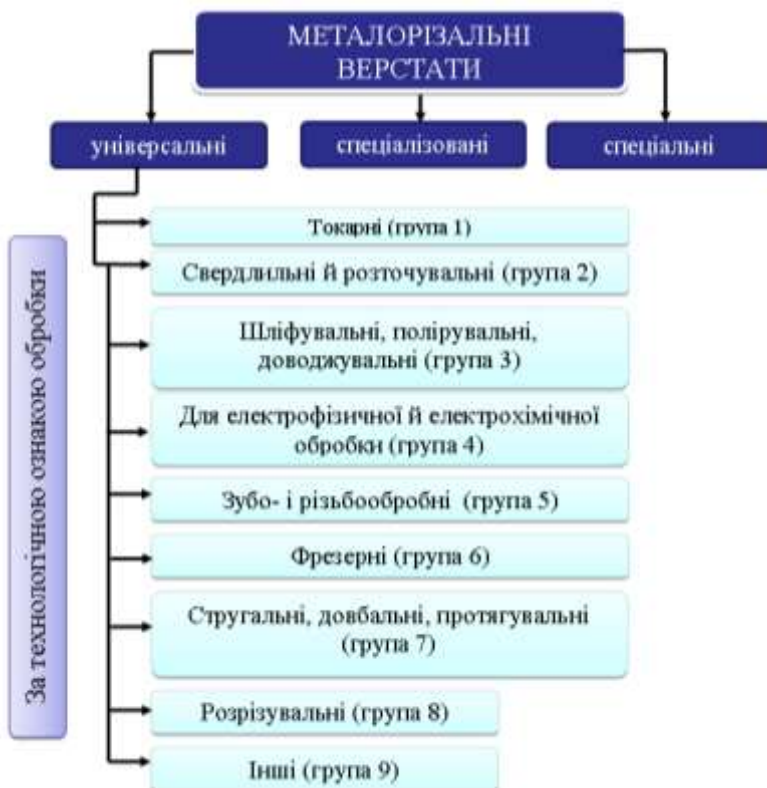 МЕТАЛОРІЗАЛЬНІ
ВЕРСТАТИ
універсальні
спеціалізовані
спеціальні
За технологічною ознакою обробки
Токарні (група 1)
Свердлильні й розточувальні (група 2)
Шліфувальні, полірувальні,
доводжувальні (група 3)
Для електрофізичної й електрохімічної
обробки (група 4)
Зубо- і різьбообробні (група 5)
Фрезерні (група 6)
Стругальні, довбальні, протягувальні
(група 7)
Розрізувальні (група 8)
Інші (група 9)